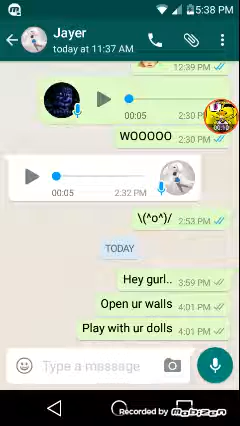 5:38 PM
Jayer
today at 11:37 AM
12:39 PM
00:05 2:30 P
00:10
WOOOOO 2:30 PM
00:05 2:32 PM
\(^o^)/ 2:53 PM
TODAY
Hey gurl.. 3:59 PM
Open ur walls 4:01 PM
Play with ur dolls 4:01 PM
Type a message
Recorded by Mobizen